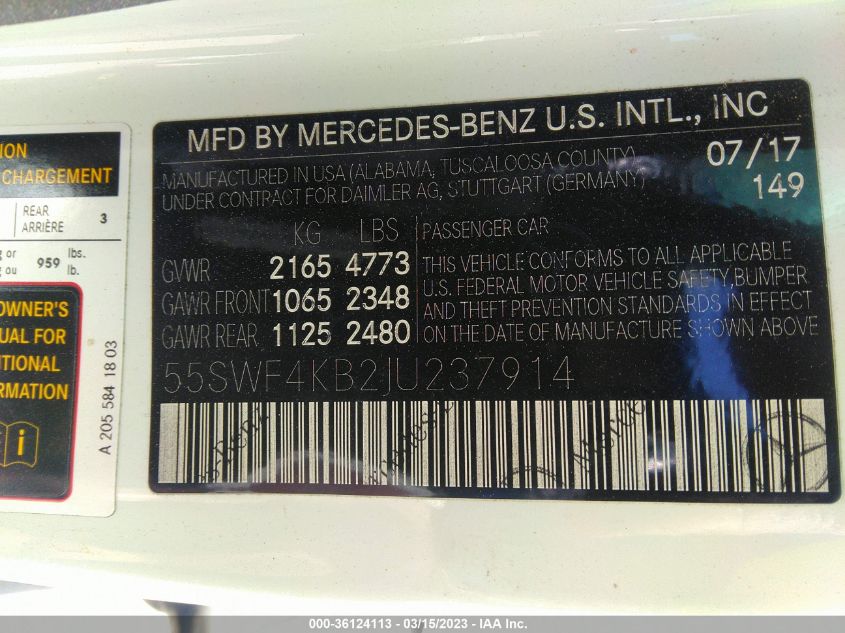 MFD BY MERCEDES-BENZ U.S. INTL., INC
MANUFACTURED IN USA (ALABAMA, TUSCALOOSA COUNTY)
UNDER CONTRACT FOR DAIMLER AG, STUTTGART (GERMANY)
07/17
149
KG LBS
GVWR 2165 4773
GAWR FRONT 1065 2348
GAWR REAR 1125 2480
PASSENGER CAR
THIS VEHICLE CONFORMS TO ALL APPLICABLE
U.S. FEDERAL MOTOR VEHICLE SAFETY, BUMPER
AND THEFT PREVENTION STANDARDS IN EFFECT
ON THE DATE OF MANUFACTURE SHOWN ABOVE
55SWF4KB2JU237914
CHARGEMENT
REAR
ARRIÈRE
3
or
ou
959
lbs.
lb.
OWNER'S
FOR
i
A 205 584 18 03
000-36124113 - 03/15/2023 - IAA Inc.